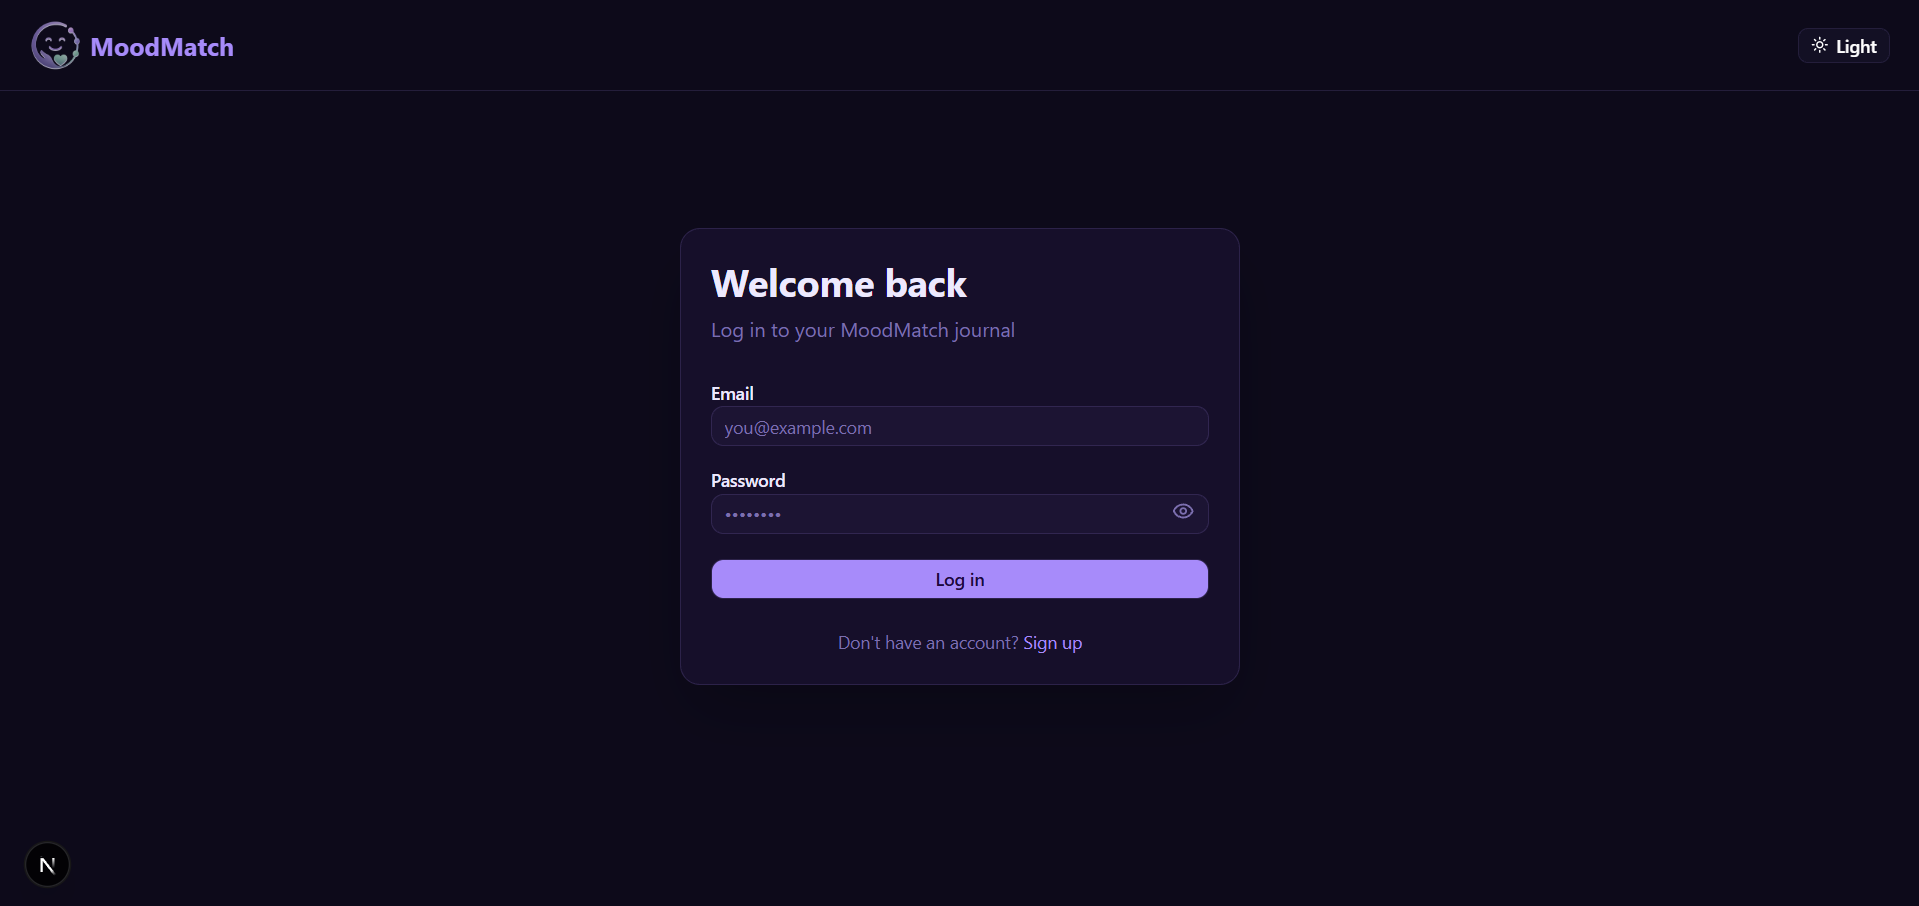 MoodMatch
Light
Welcome back
Log in to your MoodMatch journal
Email
you@example.com
Password
••••••••
Log in
Don't have an account? Sign up
N